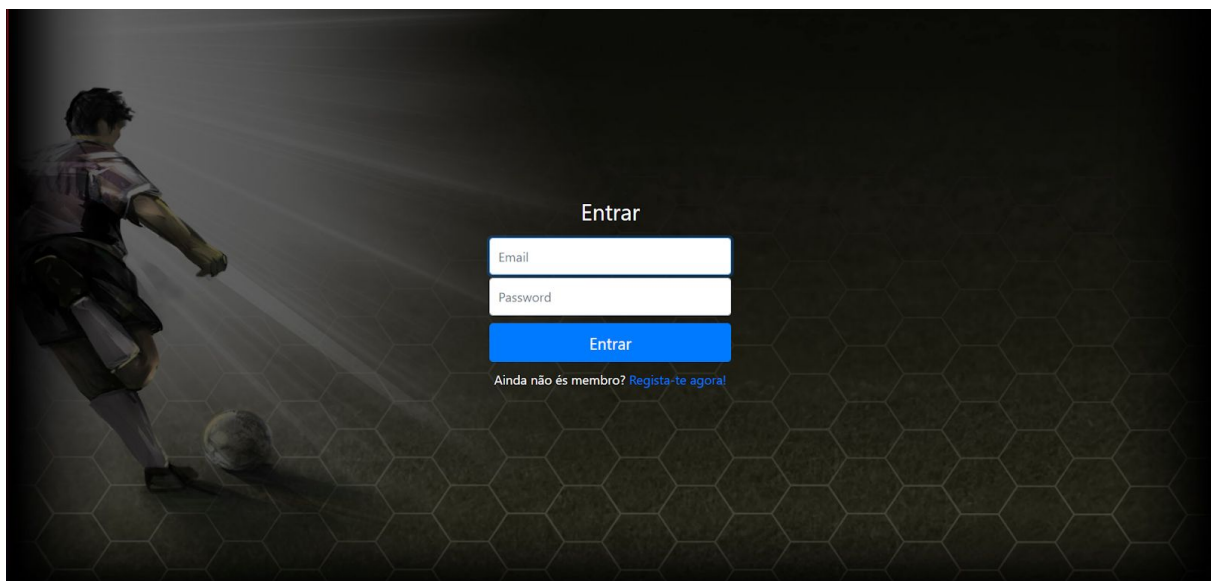 Entrar
Email
Password
Entrar
Ainda não és membro? Regista-te agora!